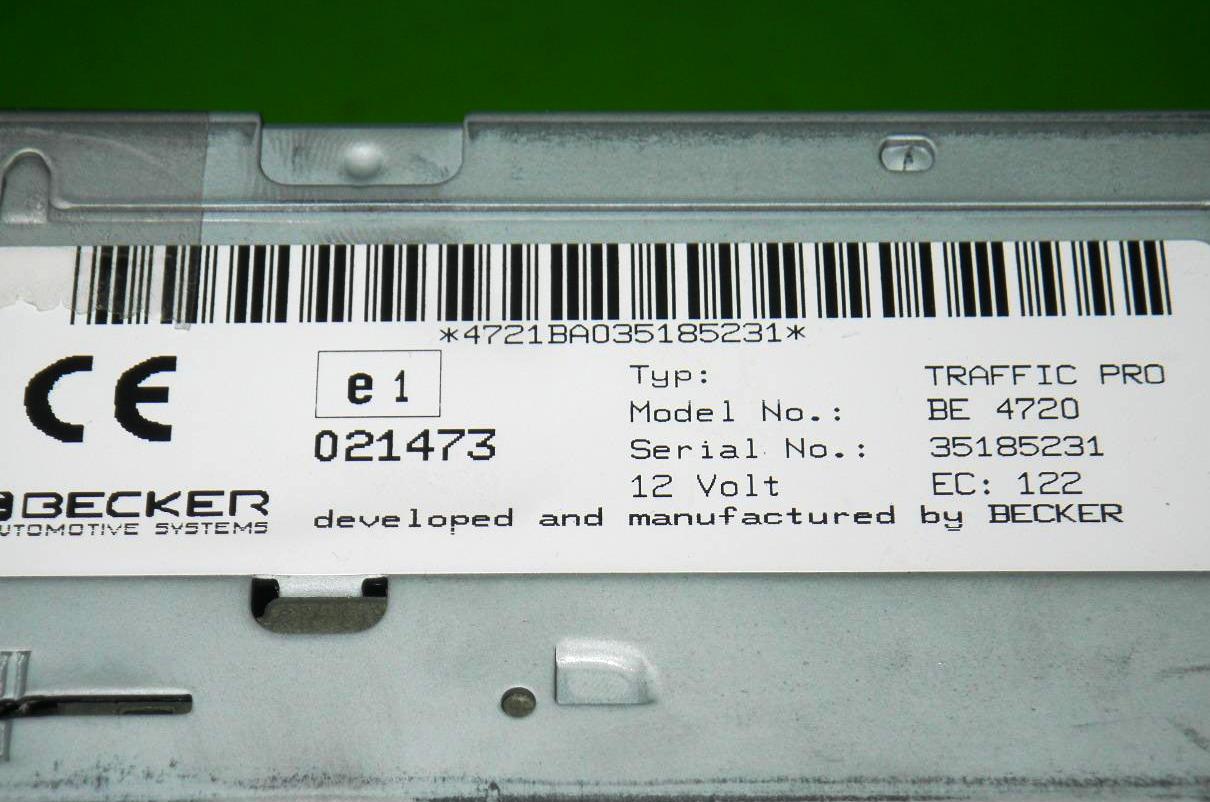 *4721BA035185231*
CE
e1
021473
Typ: TRAFFIC PRO
Model No.: BE 4720
Serial No.: 35185231
12 Volt EC: 122
BECKER
UTOMOTIVE SYSTEMS
developed and manufactured by BECKER